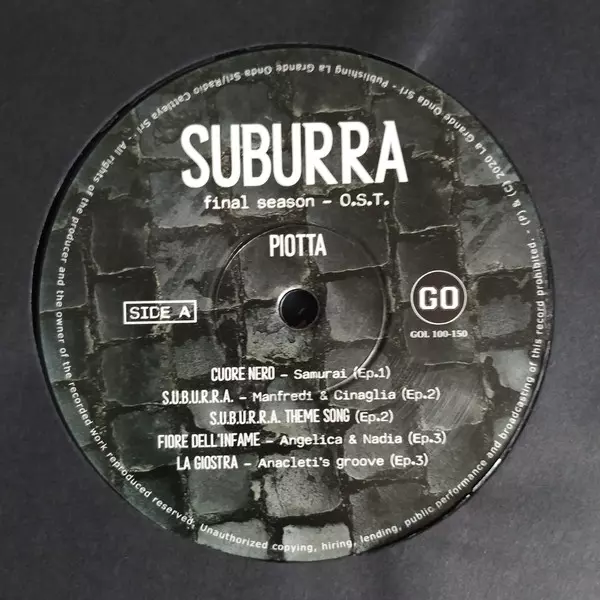 SUBURRA
final season - O.S.T.
PIOTTA
SIDE A
GO
GOL 100-150
CUORE NERO - Samurai (Ep.1)
S.U.B.U.R.R.A. - Manfredi & Cinaglia (Ep.2)
S.U.B.U.R.R.A. THEME SONG (Ep.2)
FIORE DELL'INFAME - Angelica & Nadia (Ep.3)
LA GIOSTRA - Anacleti's groove (Ep.3)
(P) & (C) 2020 La Grande Onda Srl - Publishing La Grande Onda Srl/Radio Cattleya Srl - All rights of the producer and the owner of the recorded work reproduced reserved. Unauthorized copying, hiring, lending, public performance and broadcasting of this record prohibited. -